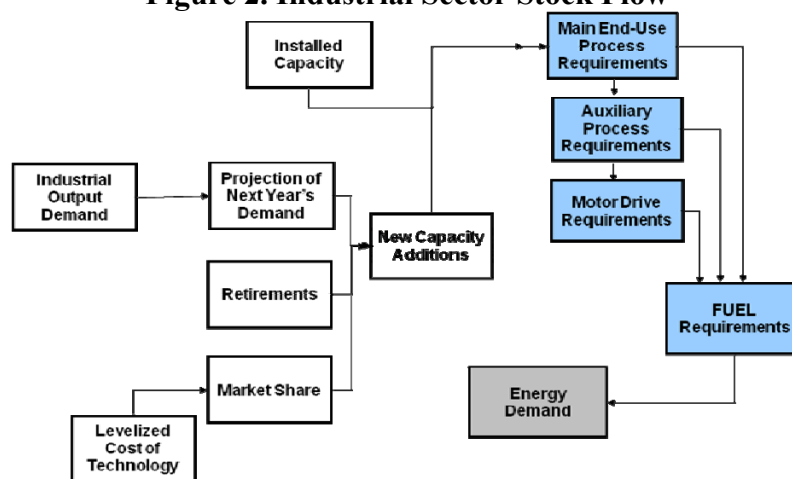 Figure 2. Industrial Sector Stock Flow
Installed
Capacity
Main End-Use
Process
Requirements
Auxiliary
Process
Requirements
Industrial
Output
Demand
Projection of
Next Year's
Demand
Motor Drive
Requirements
New Capacity
Additions
Retirements
FUEL
Requirements
Market Share
Energy
Demand
Levelized
Cost of
Technology